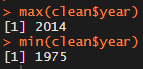 > max(clean$year)
[1] 2014
> min(clean$year)
[1] 1975